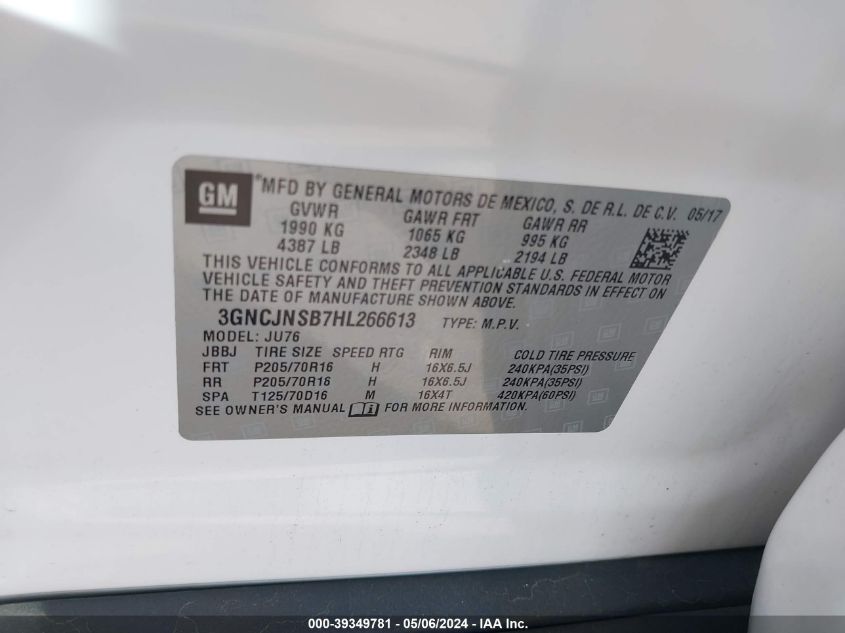 GM
®MFD BY GENERAL MOTORS DE MEXICO, S. DE R.L. DE C.V. 05/17
GVWR GAWR FRT GAWR RR
1990 KG 1065 KG 995 KG
4387 LB 2348 LB 2194 LB
THIS VEHICLE CONFORMS TO ALL APPLICABLE U.S. FEDERAL MOTOR
VEHICLE SAFETY AND THEFT PREVENTION STANDARDS IN EFFECT ON
THE DATE OF MANUFACTURE SHOWN ABOVE.
3GNCJNSB7HL266613 TYPE: M.P.V.
MODEL: JU76
JBBJ TIRE SIZE SPEED RTG RIM COLD TIRE PRESSURE
FRT P205/70R16 H 16X6.5J 240KPA(35PSI)
RR P205/70R16 H 16X6.5J 240KPA(35PSI)
SPA T125/70D16 M 16X4T 420KPA(60PSI)
SEE OWNER'S MANUAL FOR MORE INFORMATION.
000-39349781 - 05/06/2024 - IAA Inc.